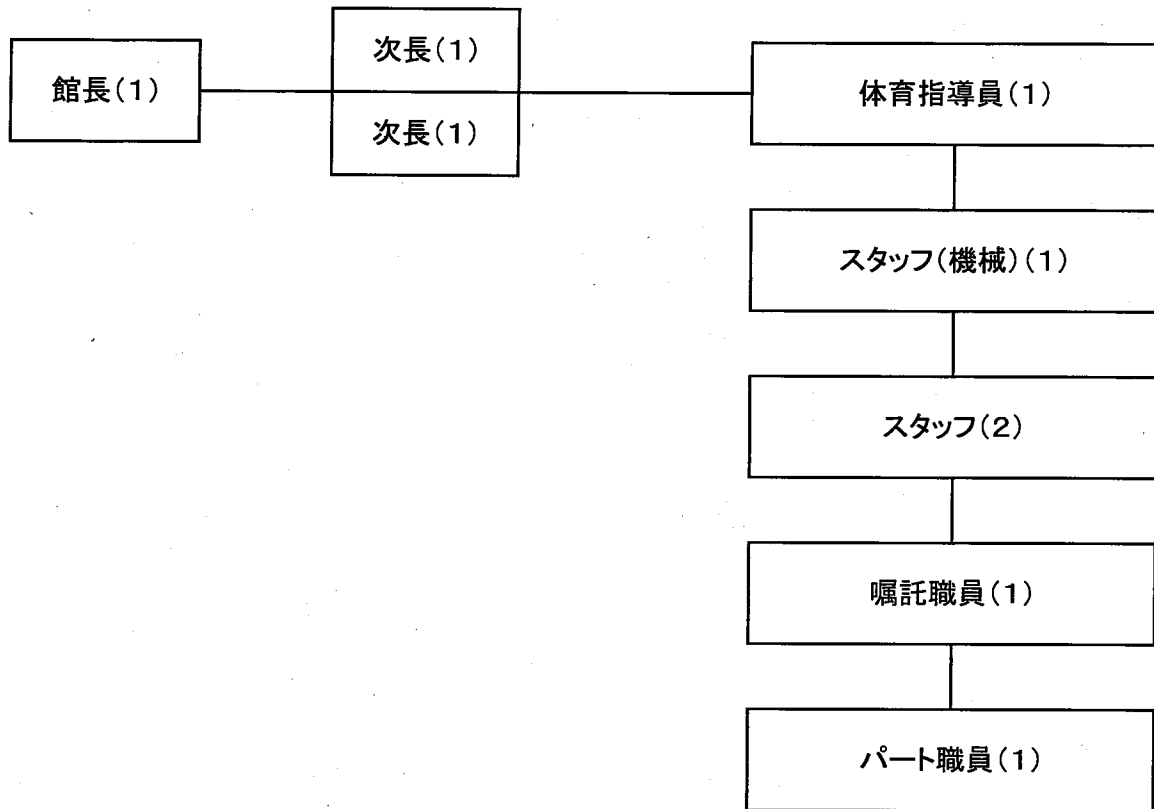 館長(1)
次長(1)
次長(1)
体育指導員(1)
スタッフ(機械)(1)
スタッフ(2)
嘱託職員(1)
パート職員(1)